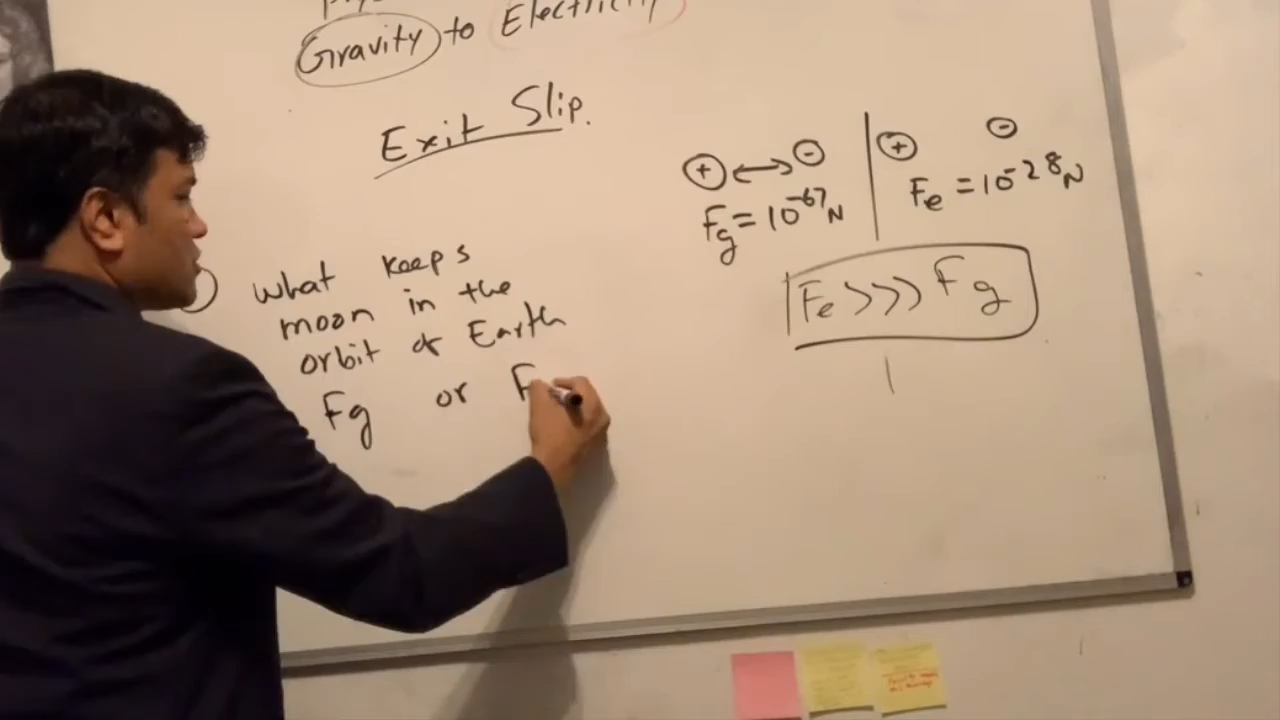 Gravity to Electricity
Exit Slip.
What keeps
moon in the
orbit of Earth
Fg or F
+ ↔ -
Fg = 10⁻⁶⁷ N
+ -
Fe = 10⁻²⁸ N
Fe >>> Fg